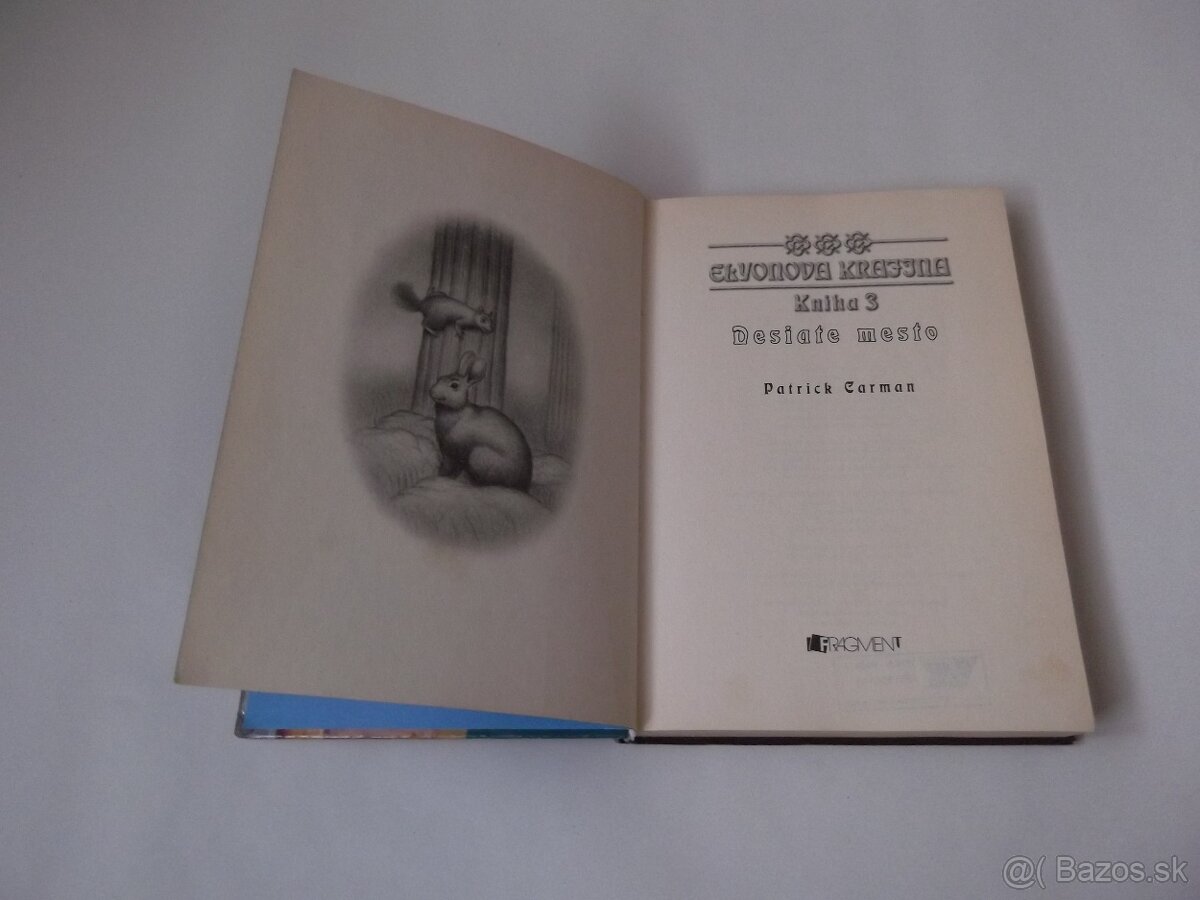 ELYONOVA KRAJINA
Kniha 3
Desiate mesto
Patrick Carman
FRAGMENT
@( Bazos.sk